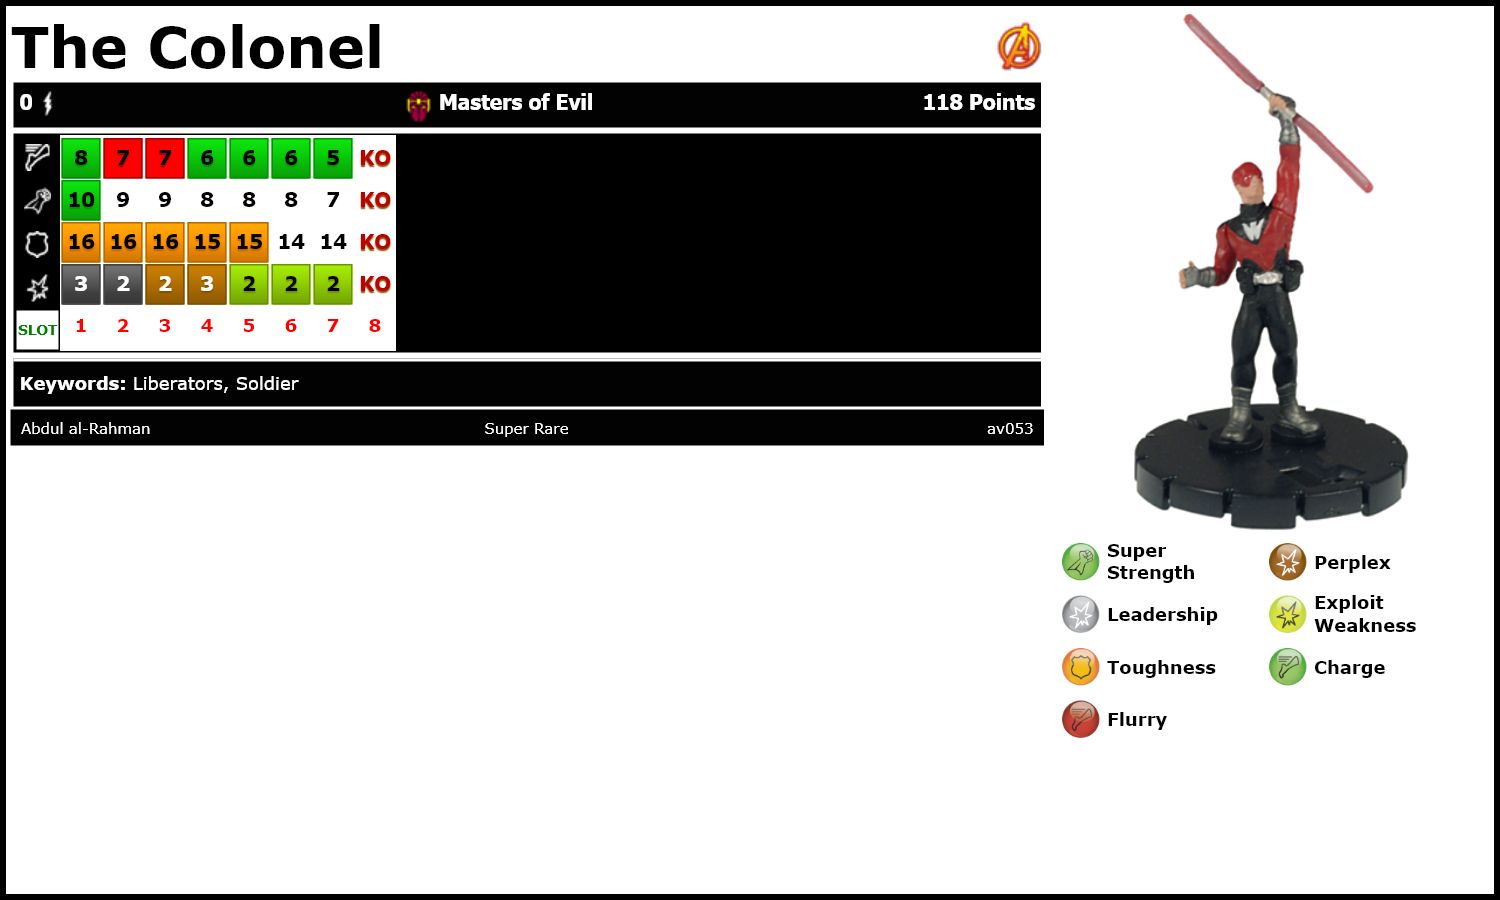 The Colonel
0 Masters of Evil 118 Points
8 7 7 6 6 6 5 KO
10 9 9 8 8 8 7 KO
16 16 16 15 15 14 14 KO
3 2 2 3 2 2 2 KO
SLOT 1 2 3 4 5 6 7 8
Keywords: Liberators, Soldier
Abdul al-Rahman Super Rare av053
Super
Strength
Perplex
Leadership
Exploit
Weakness
Toughness
Charge
Flurry